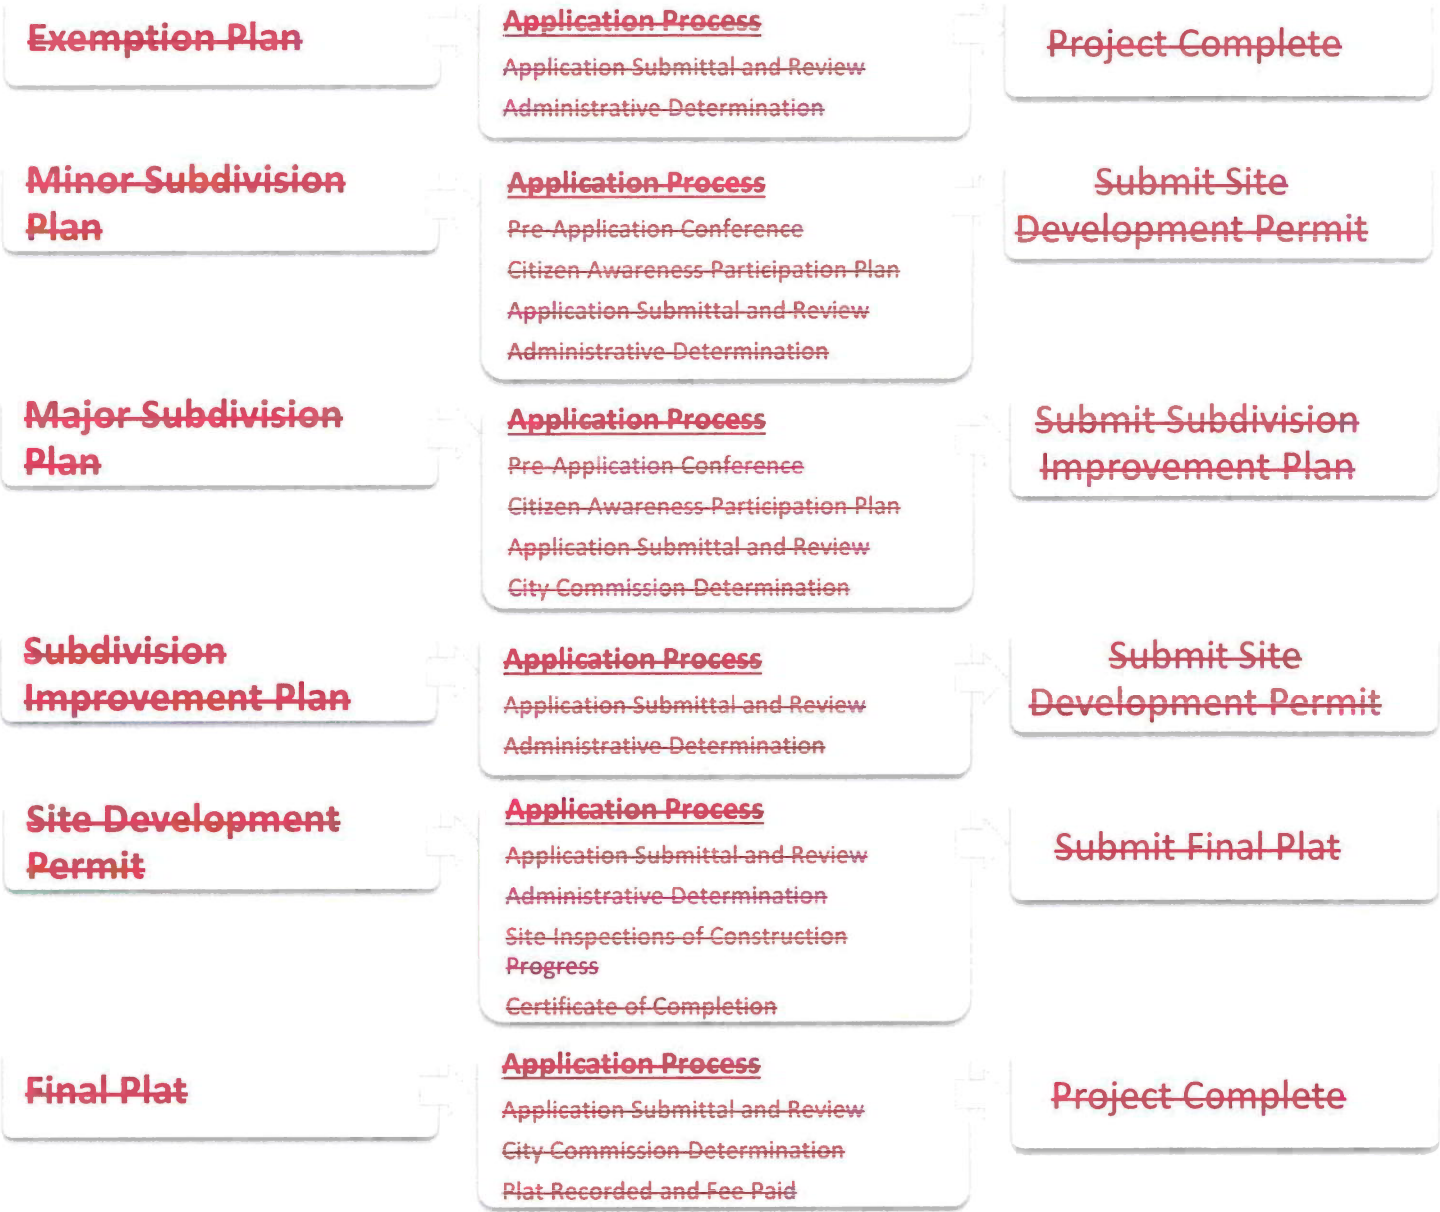 Exemption Plan
Application Process
Application Submittal and Review
Administrative Determination
Project Complete
Minor Subdivision
Plan
Application Process
Pre-Application Conference
Citizen Awareness Participation Plan
Application Submittal and Review
Administrative Determination
Submit Site
Development Permit
Major Subdivision
Plan
Application Process
Pre-Application Conference
Citizen Awareness Participation Plan
Application Submittal and Review
City Commission Determination
Submit Subdivision
Improvement Plan
Subdivision
Improvement Plan
Application Process
Application Submittal and Review
Administrative Determination
Submit Site
Development Permit
Site Development
Permit
Application Process
Application Submittal and Review
Administrative Determination
Site Inspections of Construction
Progress
Certificate of Completion
Submit Final Plat
Final Plat
Application Process
Application Submittal and Review
City Commission Determination
Plat Recorded and Fee Paid
Project Complete